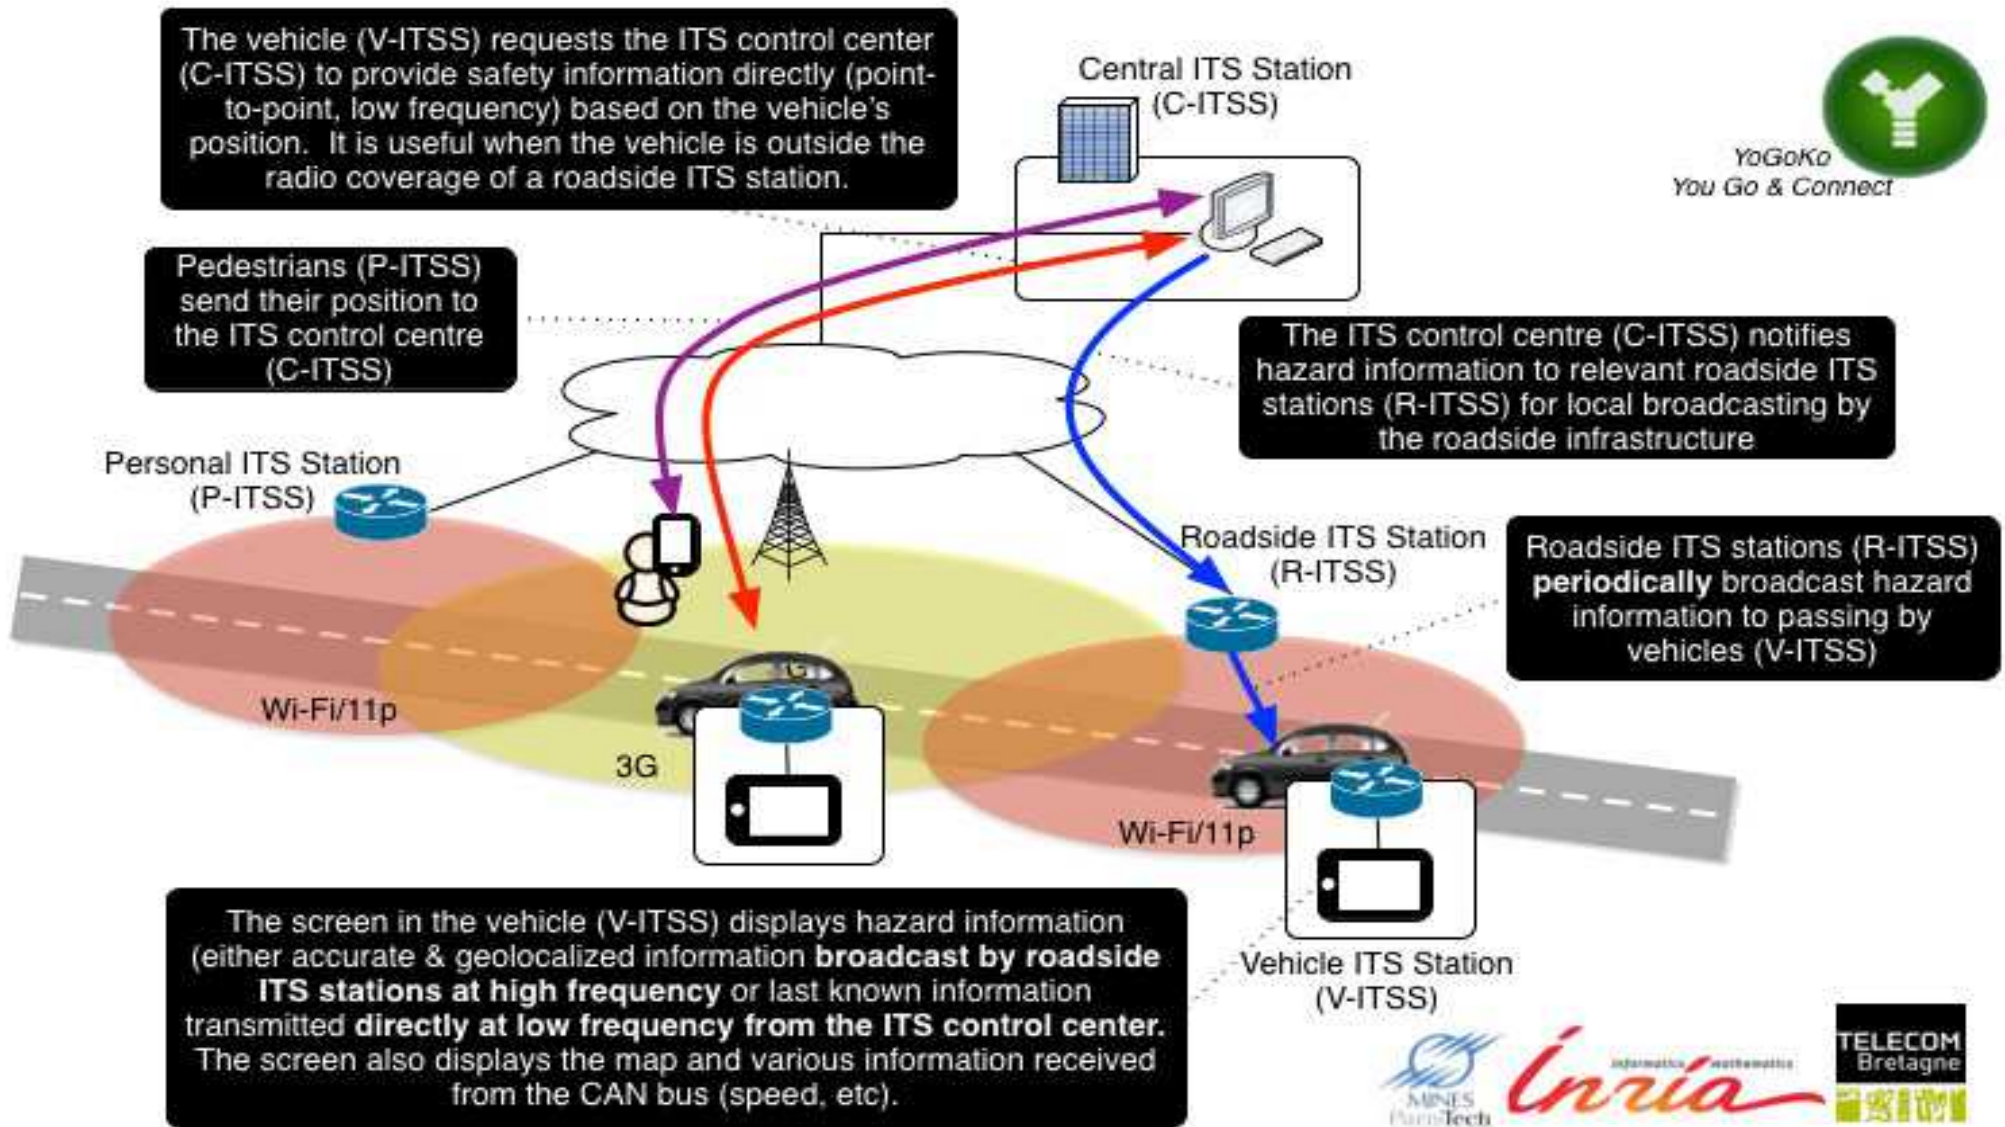 The vehicle (V-ITSS) requests the ITS control center
(C-ITSS) to provide safety information directly (point-
to-point, low frequency) based on the vehicle's
position.  It is useful when the vehicle is outside the
radio coverage of a roadside ITS station.
Central ITS Station
(C-ITSS)
YoGoKo
You Go & Connect
Pedestrians (P-ITSS)
send their position to
the ITS control centre
(C-ITSS)
The ITS control centre (C-ITSS) notifies
hazard information to relevant roadside ITS
stations (R-ITSS) for local broadcasting by
the roadside infrastructure
Personal ITS Station
(P-ITSS)
Roadside ITS Station
(R-ITSS)
Roadside ITS stations (R-ITSS)
periodically broadcast hazard
information to passing by
vehicles (V-ITSS)
Wi-Fi/11p
3G
Wi-Fi/11p
The screen in the vehicle (V-ITSS) displays hazard information
(either accurate & geolocalized information broadcast by roadside
ITS stations at high frequency or last known information
transmitted directly at low frequency from the ITS control center.
The screen also displays the map and various information received
from the CAN bus (speed, etc).
Vehicle ITS Station
(V-ITSS)
MINES
ParisTech
informatics mathematics
Inria
TELECOM
Bretagne